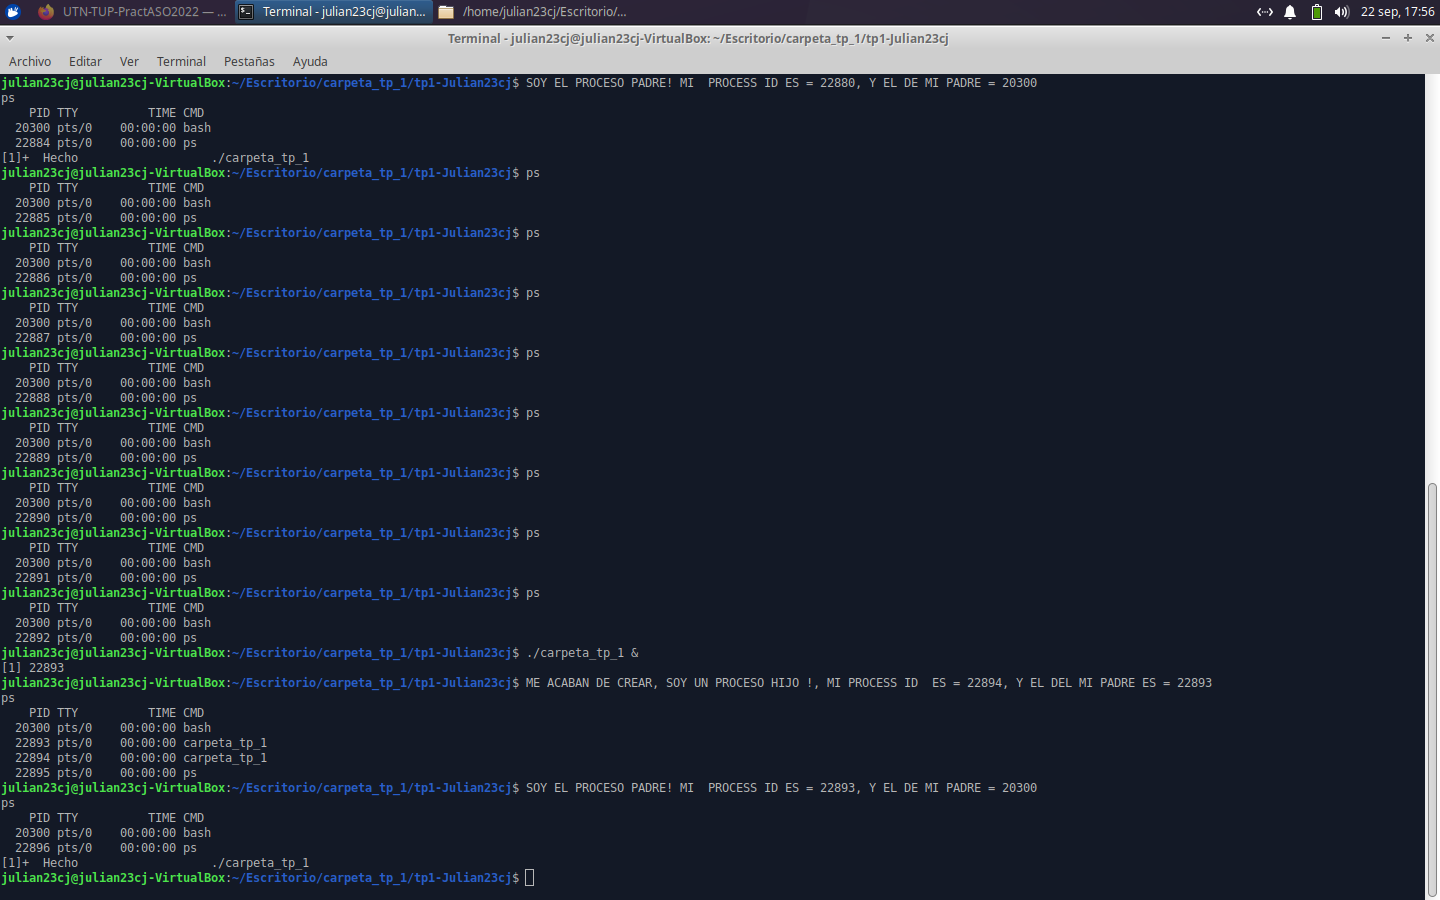 UTN-TUP-PractASO2022 — ...
Terminal - julian23cj@julian...
/home/julian23cj/Escritorio/...
22 sep, 17:56
Terminal - julian23cj@julian23cj-VirtualBox: ~/Escritorio/carpeta_tp_1/tp1-Julian23cj
Archivo Editar Ver Terminal Pestañas Ayuda
julian23cj@julian23cj-VirtualBox:~/Escritorio/carpeta_tp_1/tp1-Julian23cj$ SOY EL PROCESO PADRE! MI  PROCESS ID ES = 22880, Y EL DE MI PADRE = 20300
ps
    PID TTY          TIME CMD
  20300 pts/0    00:00:00 bash
  22884 pts/0    00:00:00 ps
[1]+  Hecho                   ./carpeta_tp_1
julian23cj@julian23cj-VirtualBox:~/Escritorio/carpeta_tp_1/tp1-Julian23cj$ ps
    PID TTY          TIME CMD
  20300 pts/0    00:00:00 bash
  22885 pts/0    00:00:00 ps
julian23cj@julian23cj-VirtualBox:~/Escritorio/carpeta_tp_1/tp1-Julian23cj$ ps
    PID TTY          TIME CMD
  20300 pts/0    00:00:00 bash
  22886 pts/0    00:00:00 ps
julian23cj@julian23cj-VirtualBox:~/Escritorio/carpeta_tp_1/tp1-Julian23cj$ ps
    PID TTY          TIME CMD
  20300 pts/0    00:00:00 bash
  22887 pts/0    00:00:00 ps
julian23cj@julian23cj-VirtualBox:~/Escritorio/carpeta_tp_1/tp1-Julian23cj$ ps
    PID TTY          TIME CMD
  20300 pts/0    00:00:00 bash
  22888 pts/0    00:00:00 ps
julian23cj@julian23cj-VirtualBox:~/Escritorio/carpeta_tp_1/tp1-Julian23cj$ ps
    PID TTY          TIME CMD
  20300 pts/0    00:00:00 bash
  22889 pts/0    00:00:00 ps
julian23cj@julian23cj-VirtualBox:~/Escritorio/carpeta_tp_1/tp1-Julian23cj$ ps
    PID TTY          TIME CMD
  20300 pts/0    00:00:00 bash
  22890 pts/0    00:00:00 ps
julian23cj@julian23cj-VirtualBox:~/Escritorio/carpeta_tp_1/tp1-Julian23cj$ ps
    PID TTY          TIME CMD
  20300 pts/0    00:00:00 bash
  22891 pts/0    00:00:00 ps
julian23cj@julian23cj-VirtualBox:~/Escritorio/carpeta_tp_1/tp1-Julian23cj$ ps
    PID TTY          TIME CMD
  20300 pts/0    00:00:00 bash
  22892 pts/0    00:00:00 ps
julian23cj@julian23cj-VirtualBox:~/Escritorio/carpeta_tp_1/tp1-Julian23cj$ ./carpeta_tp_1 &
[1] 22893
julian23cj@julian23cj-VirtualBox:~/Escritorio/carpeta_tp_1/tp1-Julian23cj$ ME ACABAN DE CREAR, SOY UN PROCESO HIJO !, MI PROCESS ID  ES = 22894, Y EL DEL MI PADRE ES = 22893
ps
    PID TTY          TIME CMD
  20300 pts/0    00:00:00 bash
  22893 pts/0    00:00:00 carpeta_tp_1
  22894 pts/0    00:00:00 carpeta_tp_1
  22895 pts/0    00:00:00 ps
julian23cj@julian23cj-VirtualBox:~/Escritorio/carpeta_tp_1/tp1-Julian23cj$ SOY EL PROCESO PADRE! MI  PROCESS ID ES = 22893, Y EL DE MI PADRE = 20300
ps
    PID TTY          TIME CMD
  20300 pts/0    00:00:00 bash
  22896 pts/0    00:00:00 ps
[1]+  Hecho                   ./carpeta_tp_1
julian23cj@julian23cj-VirtualBox:~/Escritorio/carpeta_tp_1/tp1-Julian23cj$